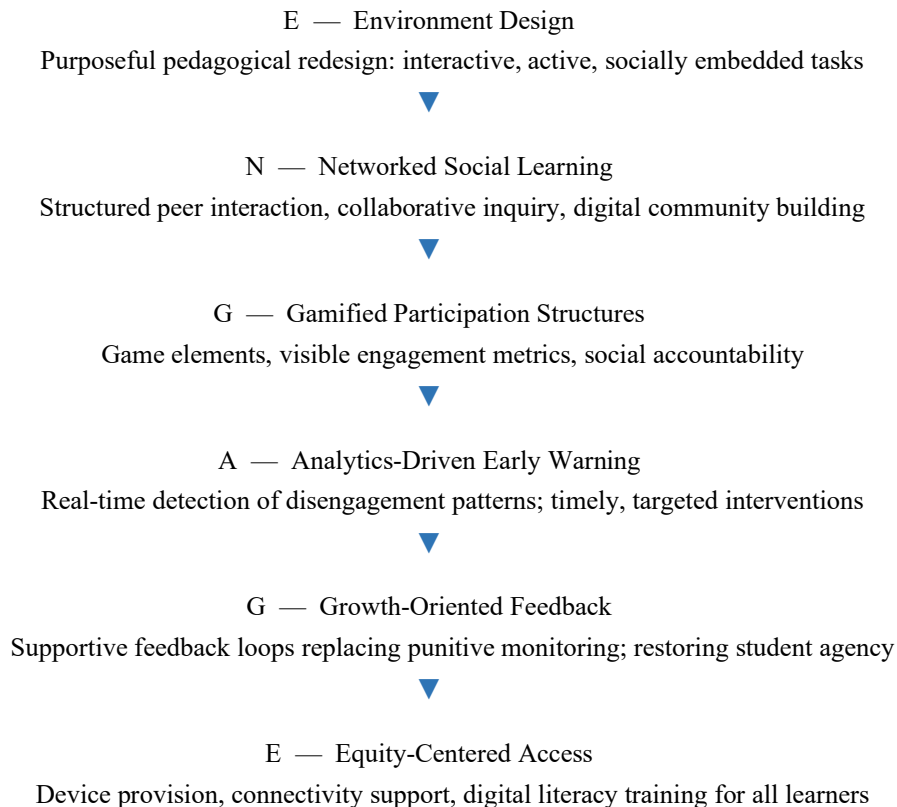 E — Environment Design
Purposeful pedagogical redesign: interactive, active, socially embedded tasks
N — Networked Social Learning
Structured peer interaction, collaborative inquiry, digital community building
G — Gamified Participation Structures
Game elements, visible engagement metrics, social accountability
A — Analytics-Driven Early Warning
Real-time detection of disengagement patterns; timely, targeted interventions
G — Growth-Oriented Feedback
Supportive feedback loops replacing punitive monitoring; restoring student agency
E — Equity-Centered Access
Device provision, connectivity support, digital literacy training for all learners